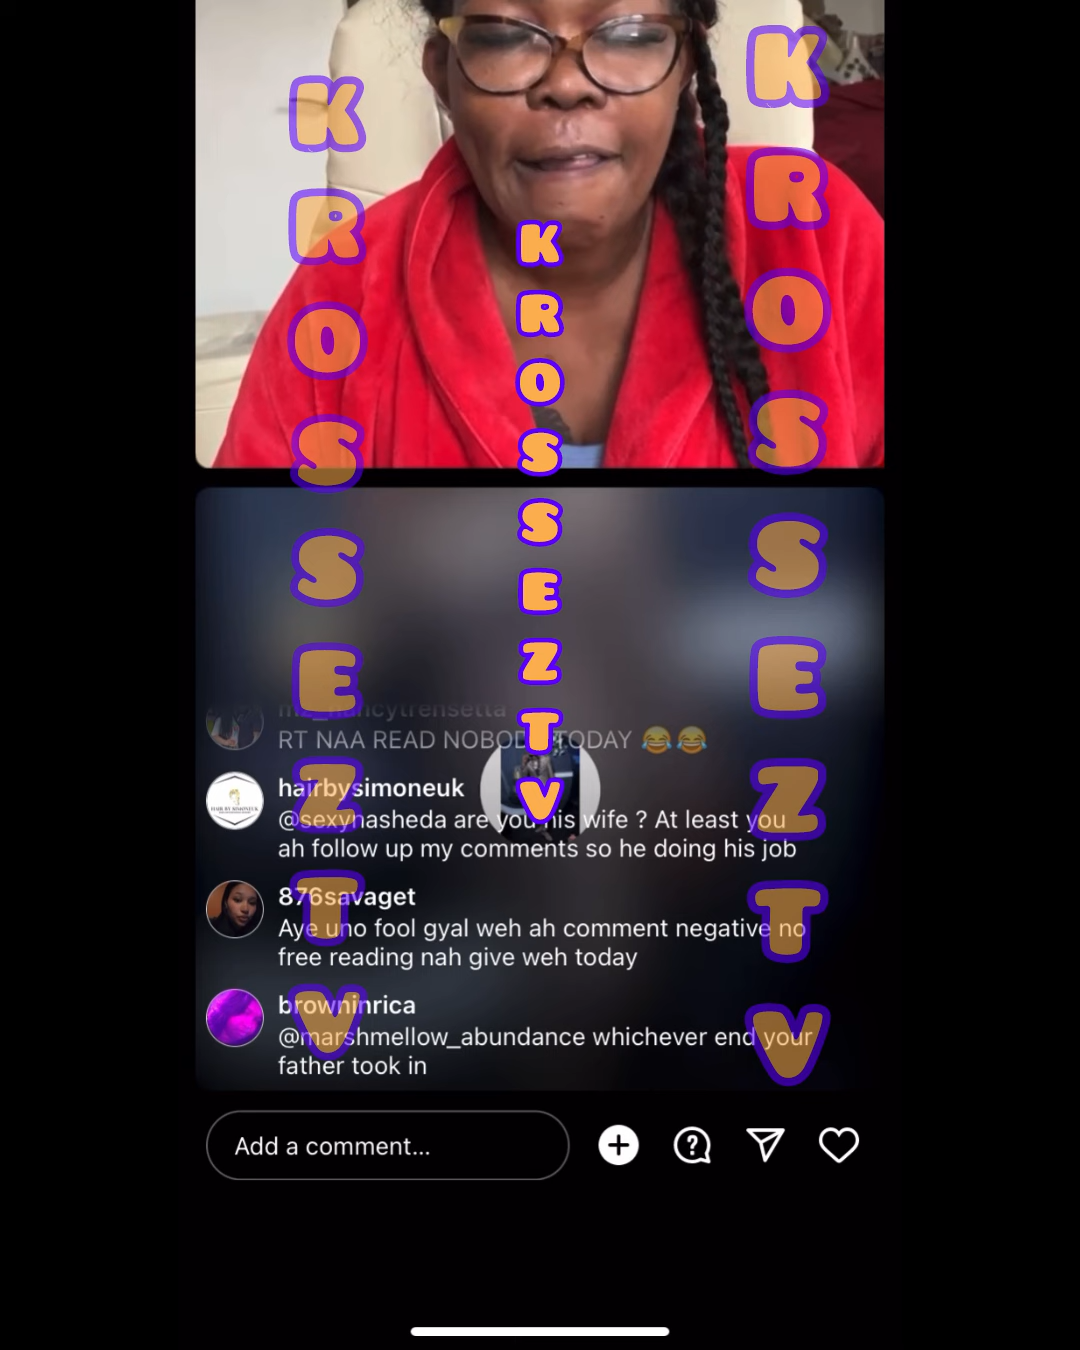 KROSSEZTV
KROSSEZTV
KROSSEZTV
mz_nancytrensetta
RT NAA READ NOBODY TODAY 😂😂
hairbysimoneuk
@sexynasheda are you his wife ? At least you
ah follow up my comments so he doing his job
876savaget
Aye uno fool gyal weh ah comment negative no
free reading nah give weh today
browninrica
@marshmellow_abundance whichever end your
father took in
Add a comment...